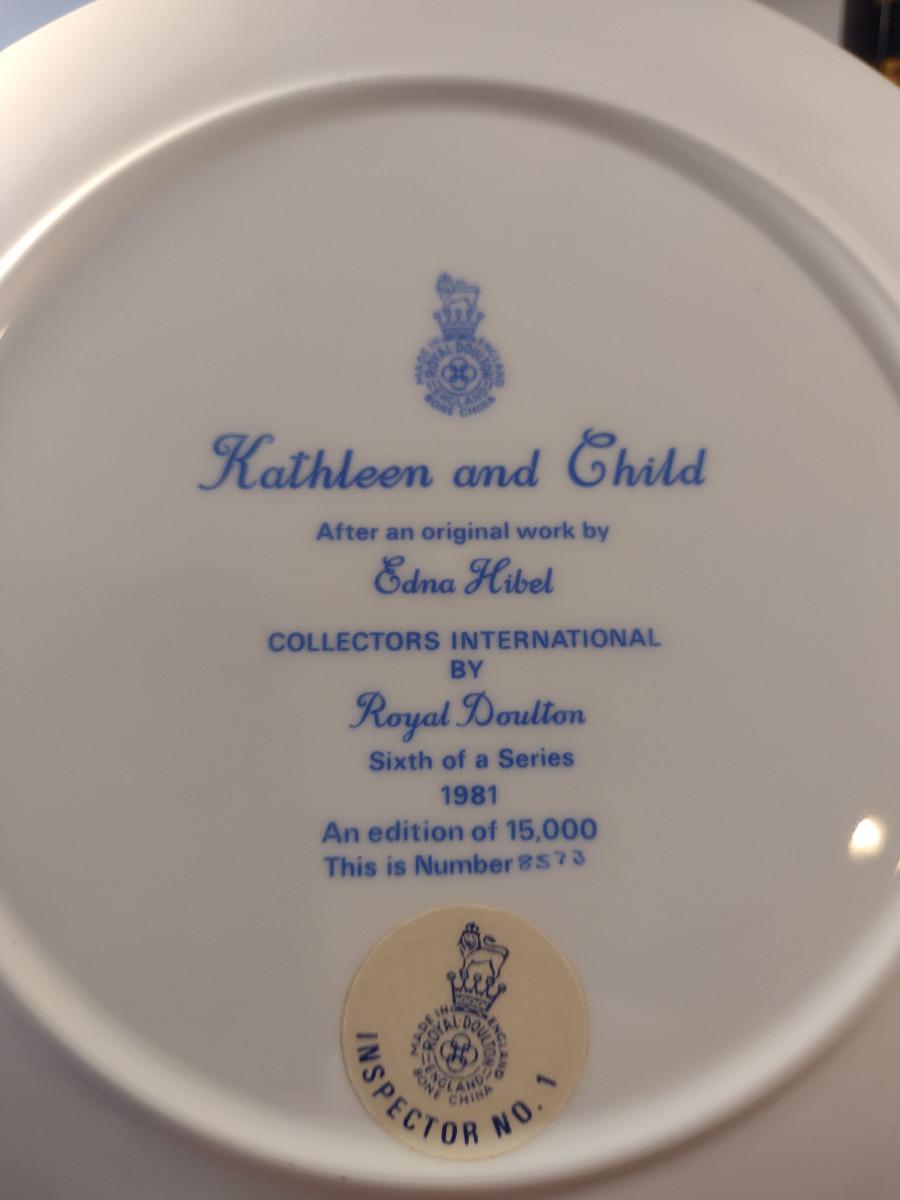 MADE IN ENGLAND
ROYAL DOULTON
ENGLAND
BONE CHINA
Kathleen and Child
After an original work by
Edna Hibel
COLLECTORS INTERNATIONAL
BY
Royal Doulton
Sixth of a Series
1981
An edition of 15,000
This is Number 8573
MADE IN ENGLAND
ROYAL DOULTON
ENGLAND
BONE CHINA
INSPECTOR NO. 1